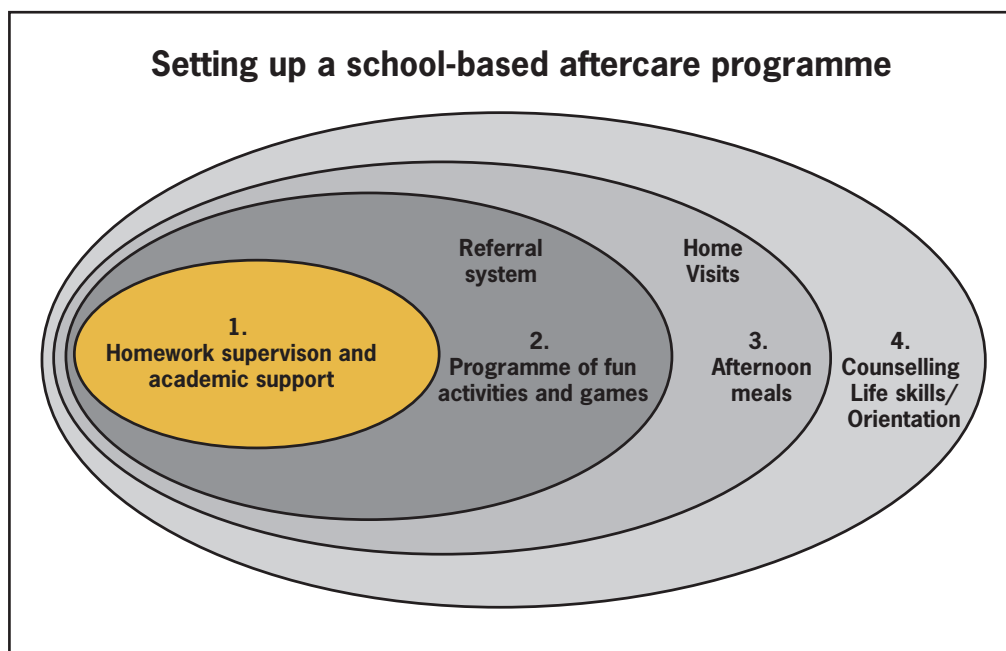 Setting up a school-based aftercare programme
1.
Homework supervison and
academic support
Referral
system
2.
Programme of fun
activities and games
Home
Visits
3.
Afternoon
meals
4.
Counselling
Life skills/
Orientation